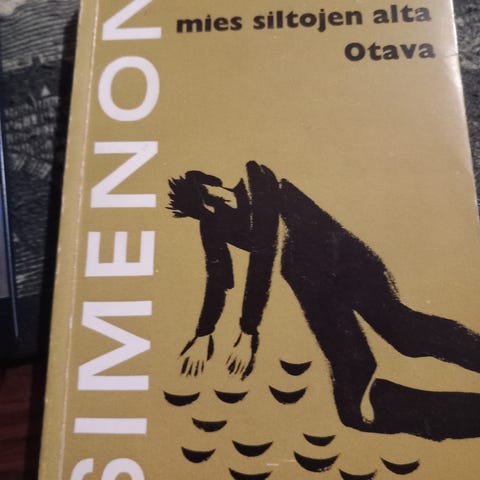 SIMENON
mies siltojen alta
Otava